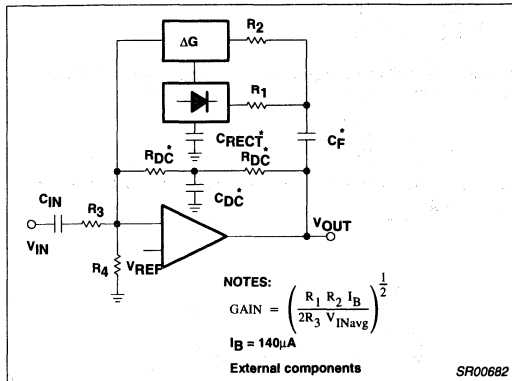 ΔG
R2
R1
CRECT*
CF*
RDC*
RDC*
CIN
R3
CDC*
VIN
VOUT
R4
VREF
NOTES:
GAIN = ( R1 R2 IB / 2R3 VINavg ) 1/2
IB = 140μA
External components
SR00682